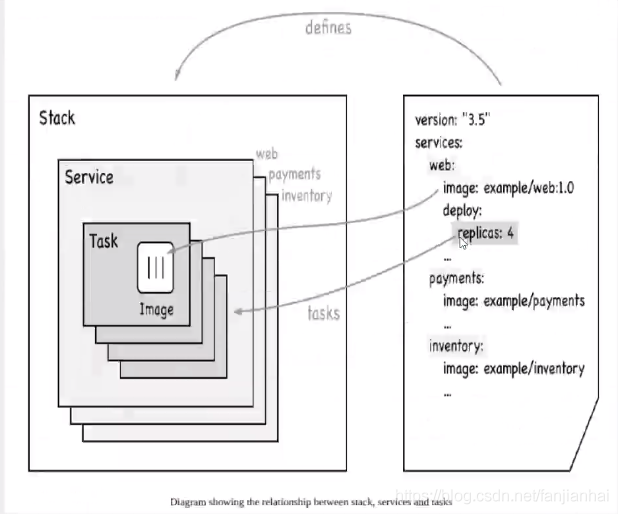 defines
Stack
web
payments
inventory
Service
Task
Image
tasks
version: "3.5"
services:
web:
image: example/web:1.0
deploy:
replicas: 4
...
payments:
image: example/payments
...
inventory:
image: example/inventory
...
Diagram showing the relationship between stack, services and tasks
https://blog.csdn.net/fanjianhai